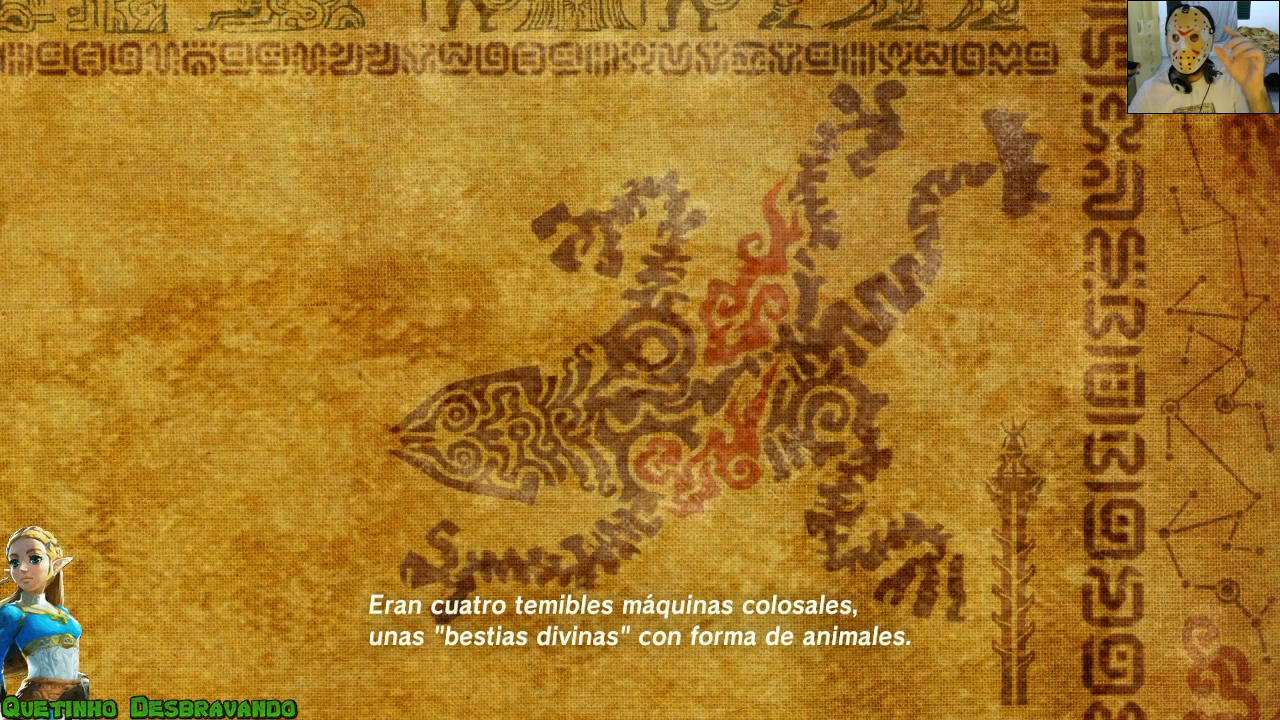 Eran cuatro temibles máquinas colosales,
unas "bestias divinas" con forma de animales.
Quetinho Desbravando